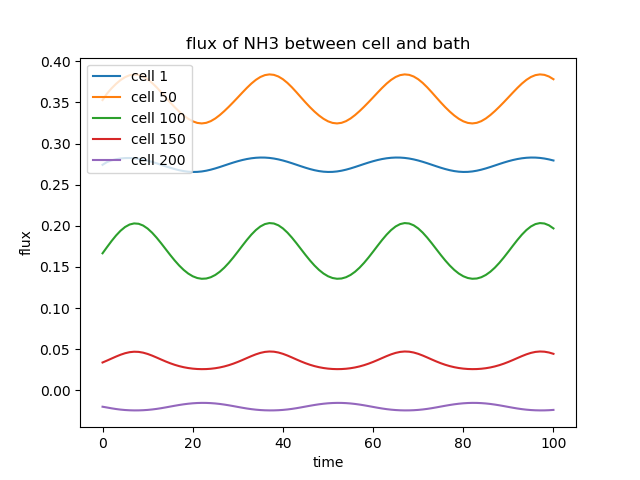 flux of NH3 between cell and bath
0.40
0.35
0.30
0.25
0.20
0.15
0.10
0.05
0.00
flux
cell 1
cell 50
cell 100
cell 150
cell 200
0 20 40 60 80 100
time